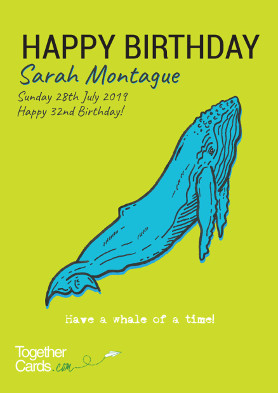 HAPPY BIRTHDAY
Sarah Montague
Sunday 28th July 2019
Happy 32nd Birthday!
Have a whale of a time!
Together
Cards.com